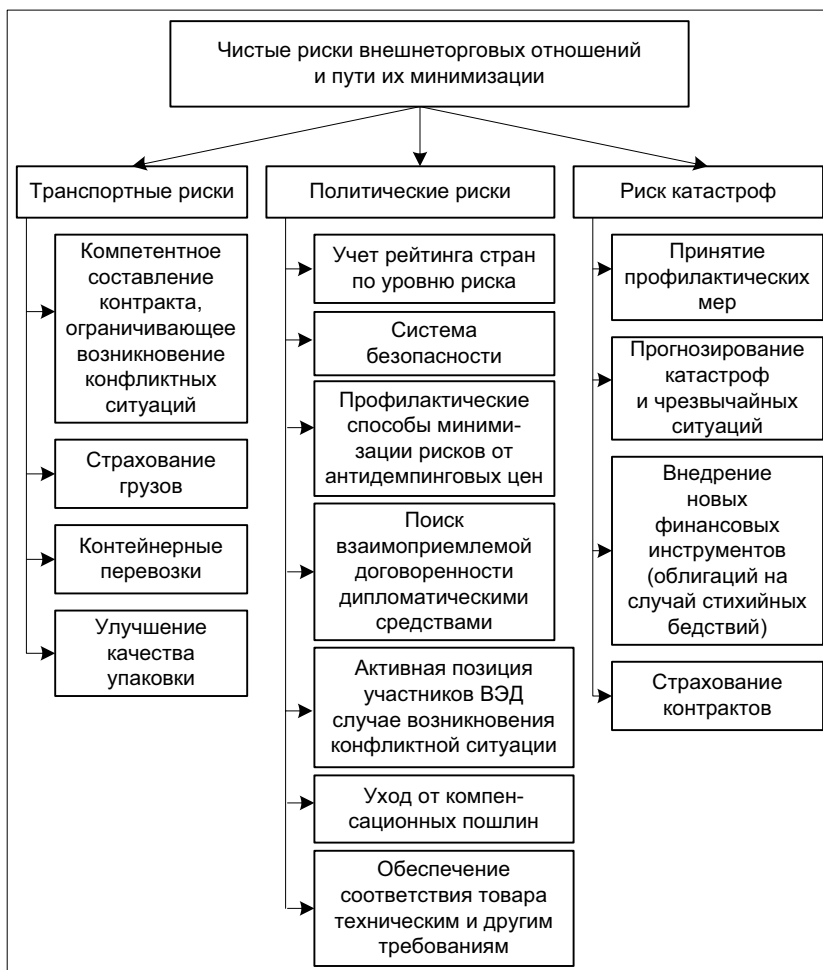 Чистые риски внешнеторговых отношений
и пути их минимизации
Транспортные риски
Компетентное
составление
контракта,
ограничивающее
возникновение
конфликтных
ситуаций
Страхование
грузов
Контейнерные
перевозки
Улучшение
качества
упаковки
Политические риски
Учет рейтинга стран
по уровню риска
Система
безопасности
Профилактические
способы миними-
зации рисков от
антидемпинговых цен
Поиск
взаимоприемлемой
договоренности
дипломатическими
средствами
Активная позиция
участников ВЭД
случае возникновения
конфликтной ситуации
Уход от компен-
сационных пошлин
Обеспечение
соответствия товара
техническим и другим
требованиям
Риск катастроф
Принятие
профилактических
мер
Прогнозирование
катастроф
и чрезвычайных
ситуаций
Внедрение
новых
финансовых
инструментов
(облигаций на
случай стихийных
бедствий)
Страхование
контрактов